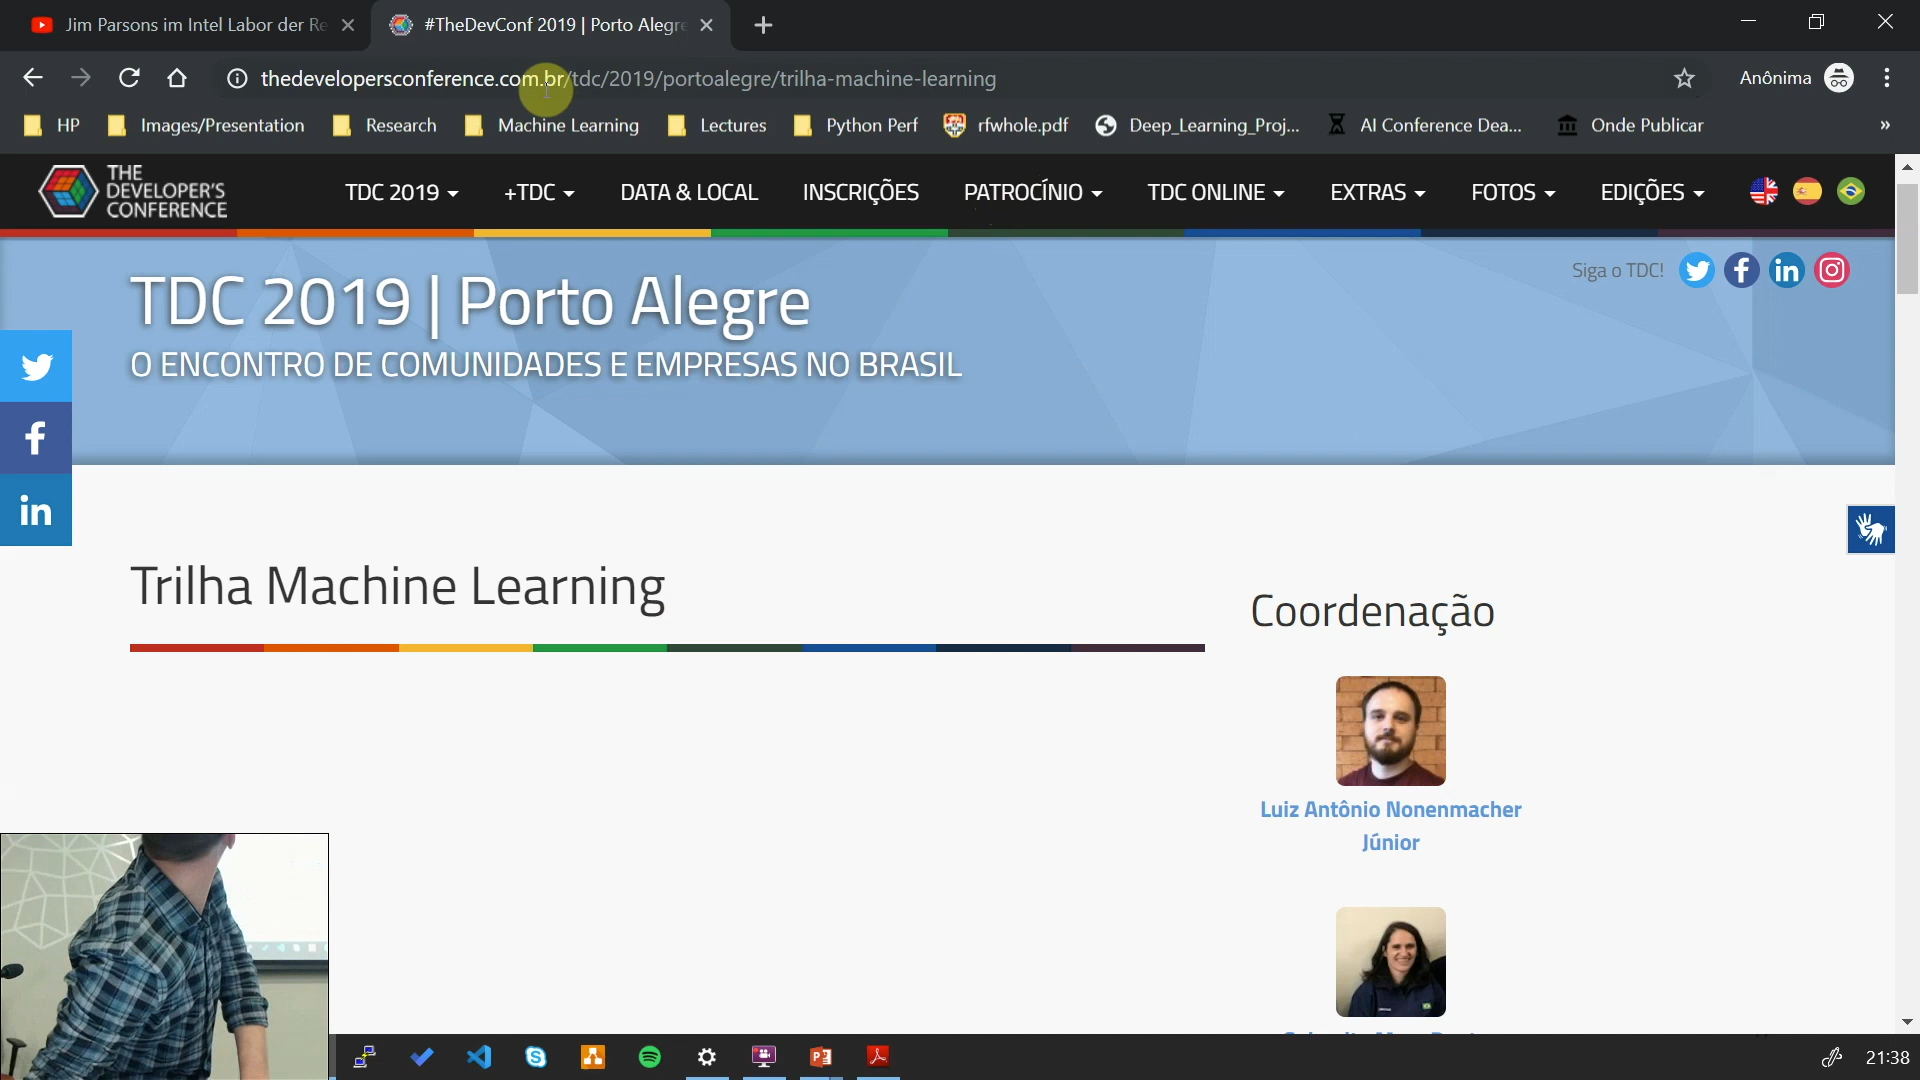 Jim Parsons im Intel Labor der Re
#TheDevConf 2019 | Porto Alegre
thedevelopersconference.com.br/tdc/2019/portoalegre/trilha-machine-learning
Anônima
HP
Images/Presentation
Research
Machine Learning
Lectures
Python Perf
rfwhole.pdf
Deep_Learning_Proj...
AI Conference Dea...
Onde Publicar
»
THE
DEVELOPER'S
CONFERENCE
TDC 2019
+TDC
DATA & LOCAL
INSCRIÇÕES
PATROCÍNIO
TDC ONLINE
EXTRAS
FOTOS
EDIÇÕES
TDC 2019 | Porto Alegre
O ENCONTRO DE COMUNIDADES E EMPRESAS NO BRASIL
Siga o TDC!
Trilha Machine Learning
Coordenação
Luiz Antônio Nonenmacher
Júnior
21:38